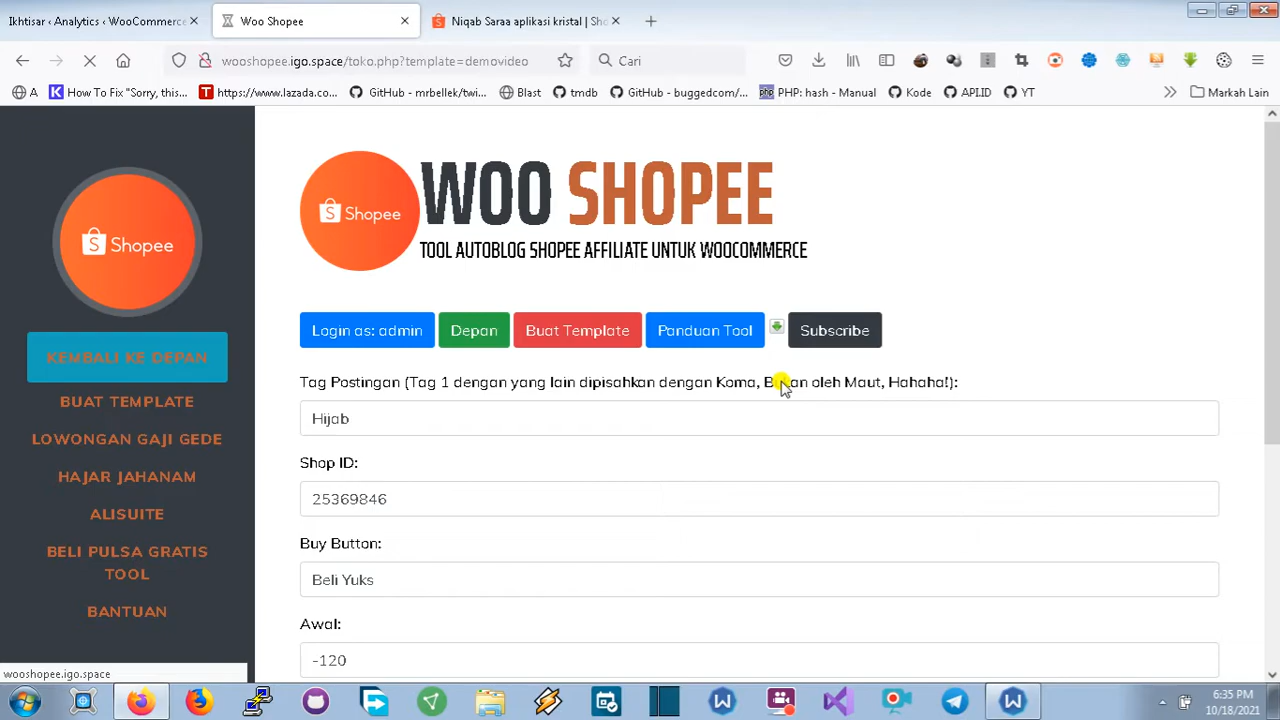 Ikhtisar ‹ Analytics ‹ WooCommerce
Woo Shopee
Niqab Saraa aplikasi kristal | Sho
wooshopee.igo.space/toko.php?template=demovideo
Cari
A
How To Fix "Sorry, this...
https://www.lazada.co...
GitHub - mrbellek/twi...
Blast
tmdb
GitHub - buggedcom/...
PHP: hash - Manual
Kode
API.ID
YT
Markah Lain
Shopee
KEMBALI KE DEPAN
BUAT TEMPLATE
LOWONGAN GAJI GEDE
HAJAR JAHANAM
ALISUITE
BELI PULSA GRATIS
TOOL
BANTUAN
wooshopee.igo.space
Shopee
WOO SHOPEE
TOOL AUTOBLOG SHOPEE AFFILIATE UNTUK WOOCOMMERCE
Login as: admin
Depan
Buat Template
Panduan Tool
Subscribe
Tag Postingan (Tag 1 dengan yang lain dipisahkan dengan Koma, Bukan oleh Maut, Hahaha!):
Hijab
Shop ID:
25369846
Buy Button:
Beli Yuks
Awal:
-120
6:35 PM
10/18/2021